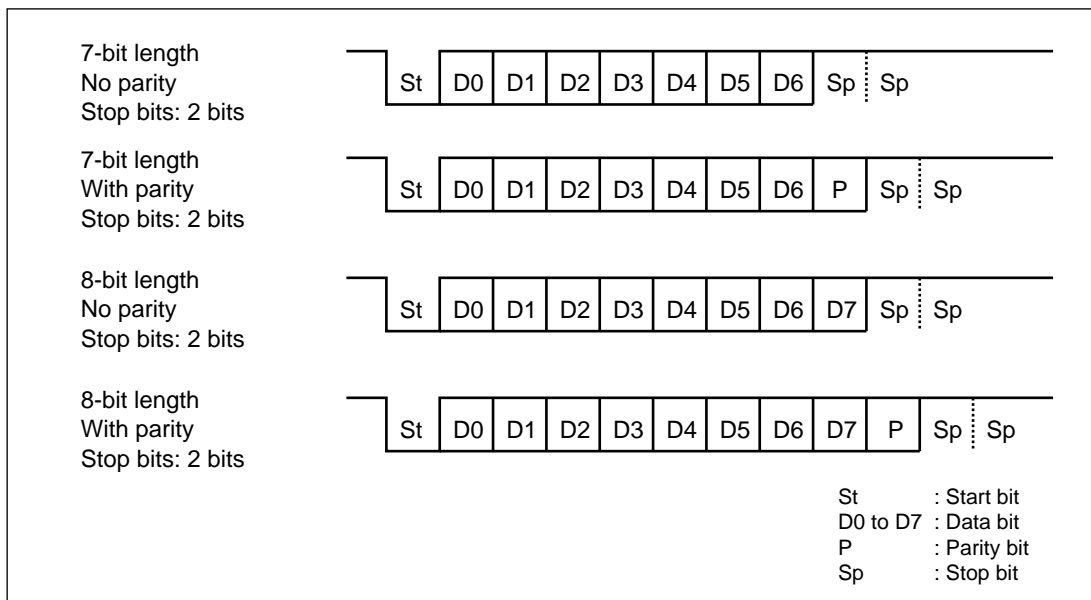 7-bit length
No parity
Stop bits: 2 bits
St D0 D1 D2 D3 D4 D5 D6 Sp Sp
7-bit length
With parity
Stop bits: 2 bits
St D0 D1 D2 D3 D4 D5 D6 P Sp Sp
8-bit length
No parity
Stop bits: 2 bits
St D0 D1 D2 D3 D4 D5 D6 D7 Sp Sp
8-bit length
With parity
Stop bits: 2 bits
St D0 D1 D2 D3 D4 D5 D6 D7 P Sp Sp
St : Start bit
D0 to D7 : Data bit
P : Parity bit
Sp : Stop bit